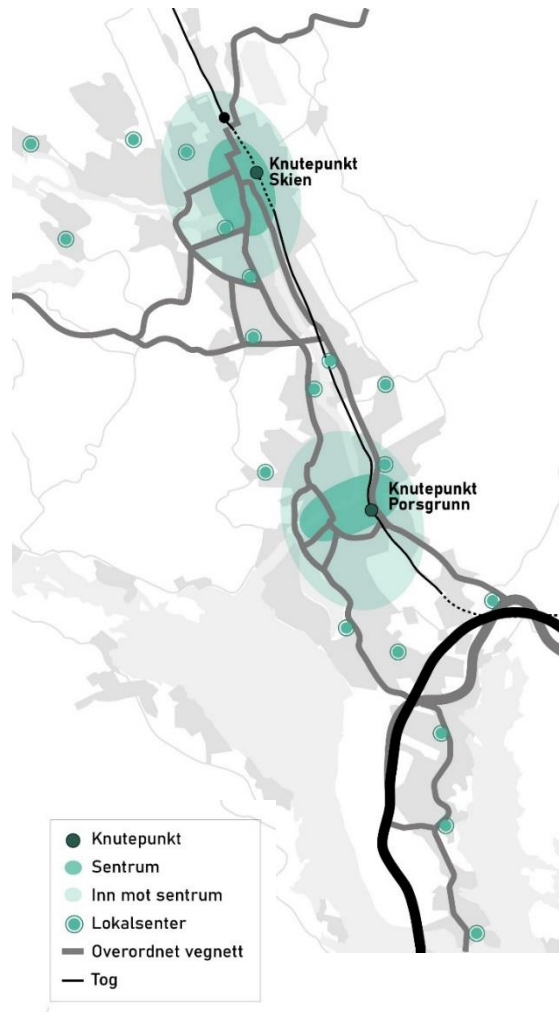 Knutepunkt
Skien
Knutepunkt
Porsgrunn
Knutepunkt
Sentrum
Inn mot sentrum
Lokalsenter
Overordnet vegnett
Tog